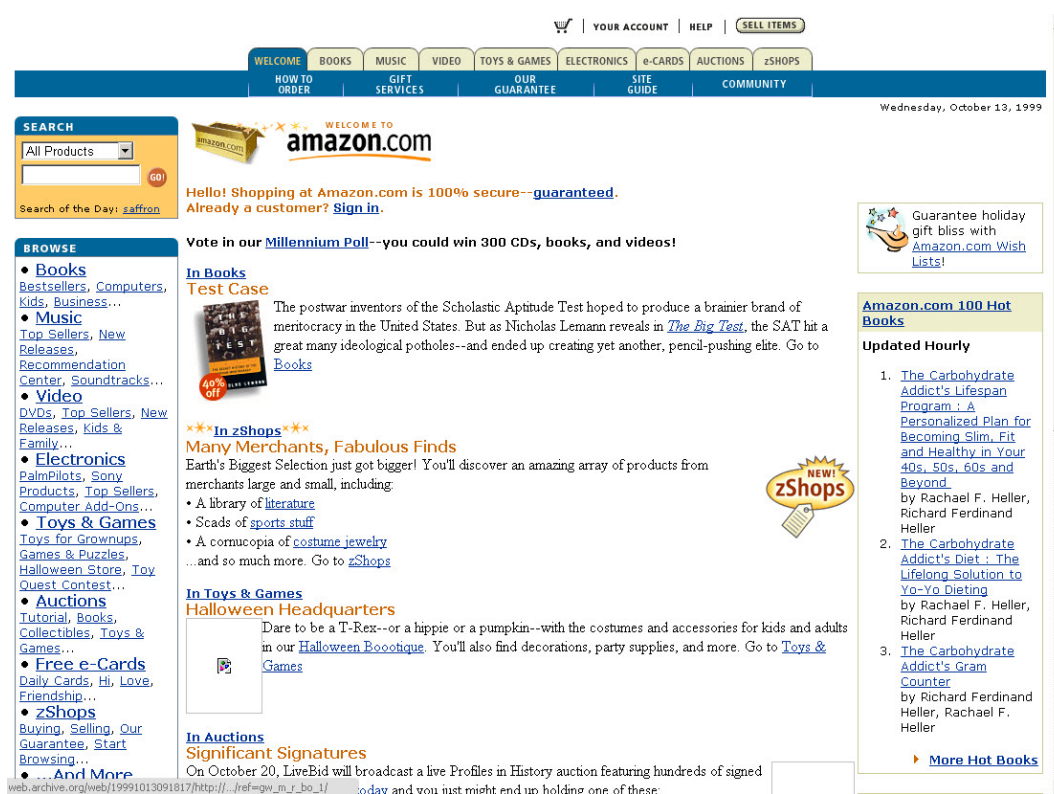 YOUR ACCOUNT | HELP | SELL ITEMS
WELCOME BOOKS MUSIC VIDEO TOYS & GAMES ELECTRONICS e-CARDS AUCTIONS zSHOPS
HOW TO ORDER | GIFT SERVICES | OUR GUARANTEE | SITE GUIDE | COMMUNITY
Wednesday, October 13, 1999
SEARCH
All Products
GO!
Search of the Day: saffron
BROWSE
• Books
Bestsellers, Computers,
Kids, Business...
• Music
Top Sellers, New
Releases,
Recommendation
Center, Soundtracks...
• Video
DVDs, Top Sellers, New
Releases, Kids &
Family...
• Electronics
PalmPilots, Sony
Products, Top Sellers,
Computer Add-Ons...
• Toys & Games
Toys for Grownups,
Games & Puzzles,
Halloween Store, Toy
Quest Contest...
• Auctions
Tutorial, Books,
Collectibles, Toys &
Games...
• Free e-Cards
Daily Cards, Hi, Love,
Friendship...
• zShops
Buying, Selling, Our
Guarantee, Start
Browsing...
• ...And More
web.archive.org/web/19991013091817/http://.../ref=gw_m_r_bo_1/
amazon.com
WELCOME TO
amazon.com
Hello! Shopping at Amazon.com is 100% secure--guaranteed.
Already a customer? Sign in.
Vote in our Millennium Poll--you could win 300 CDs, books, and videos!
In Books
Test Case
THE BIG TEST
40% off
The postwar inventors of the Scholastic Aptitude Test hoped to produce a brainier brand of
meritocracy in the United States. But as Nicholas Lemann reveals in The Big Test, the SAT hit a
great many ideological potholes--and ended up creating yet another, pencil-pushing elite. Go to
Books
In zShops
Many Merchants, Fabulous Finds
Earth's Biggest Selection just got bigger! You'll discover an amazing array of products from
merchants large and small, including:
• A library of literature
• Scads of sports stuff
• A cornucopia of costume jewelry
...and so much more. Go to zShops
NEW!
zShops
In Toys & Games
Halloween Headquarters
Dare to be a T-Rex--or a hippie or a pumpkin--with the costumes and accessories for kids and adults
in our Halloween Boootique. You'll also find decorations, party supplies, and more. Go to Toys &
Games
In Auctions
Significant Signatures
On October 20, LiveBid will broadcast a live Profiles in History auction featuring hundreds of signed
today and you just might end up holding one of these:
Guarantee holiday
gift bliss with
Amazon.com Wish
Lists!
Amazon.com 100 Hot
Books
Updated Hourly
1. The Carbohydrate
Addict's Lifespan
Program : A
Personalized Plan for
Becoming Slim, Fit
and Healthy in Your
40s, 50s, 60s and
Beyond
by Rachael F. Heller,
Richard Ferdinand
Heller
2. The Carbohydrate
Addict's Diet : The
Lifelong Solution to
Yo-Yo Dieting
by Rachael F. Heller,
Richard Ferdinand
Heller
3. The Carbohydrate
Addict's Gram
Counter
by Richard Ferdinand
Heller, Rachael F.
Heller
More Hot Books